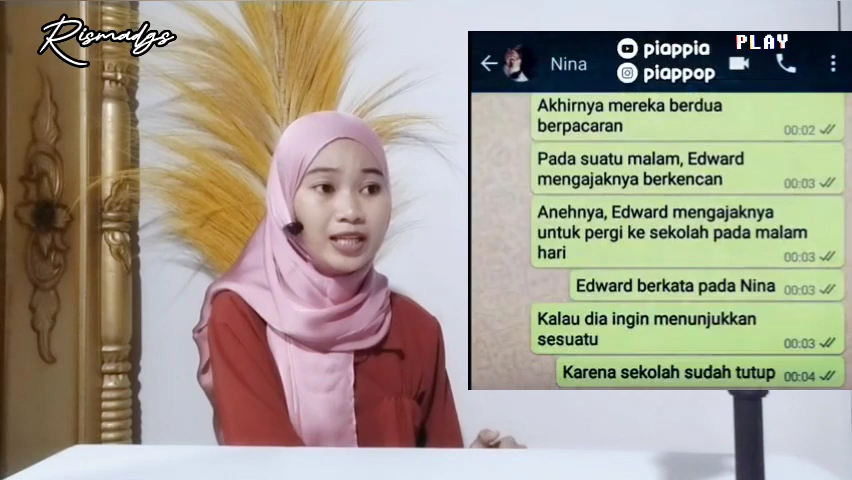 Rismadgs
piappia
PLAY
Nina
piappop
Akhirnya mereka berdua
berpacaran
00:02
Pada suatu malam, Edward
mengajaknya berkencan
00:03
Anehnya, Edward mengajaknya
untuk pergi ke sekolah pada malam
hari
00:03
Edward berkata pada Nina
00:03
Kalau dia ingin menunjukkan
sesuatu
00:03
Karena sekolah sudah tutup
00:04